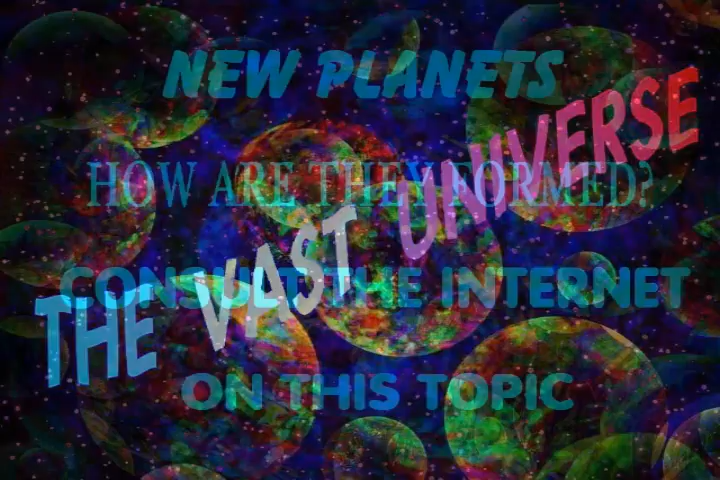 NEW PLANETS
HOW ARE THEY FORMED?
CONSULT THE INTERNET
ON THIS TOPIC
THE VAST UNIVERSE